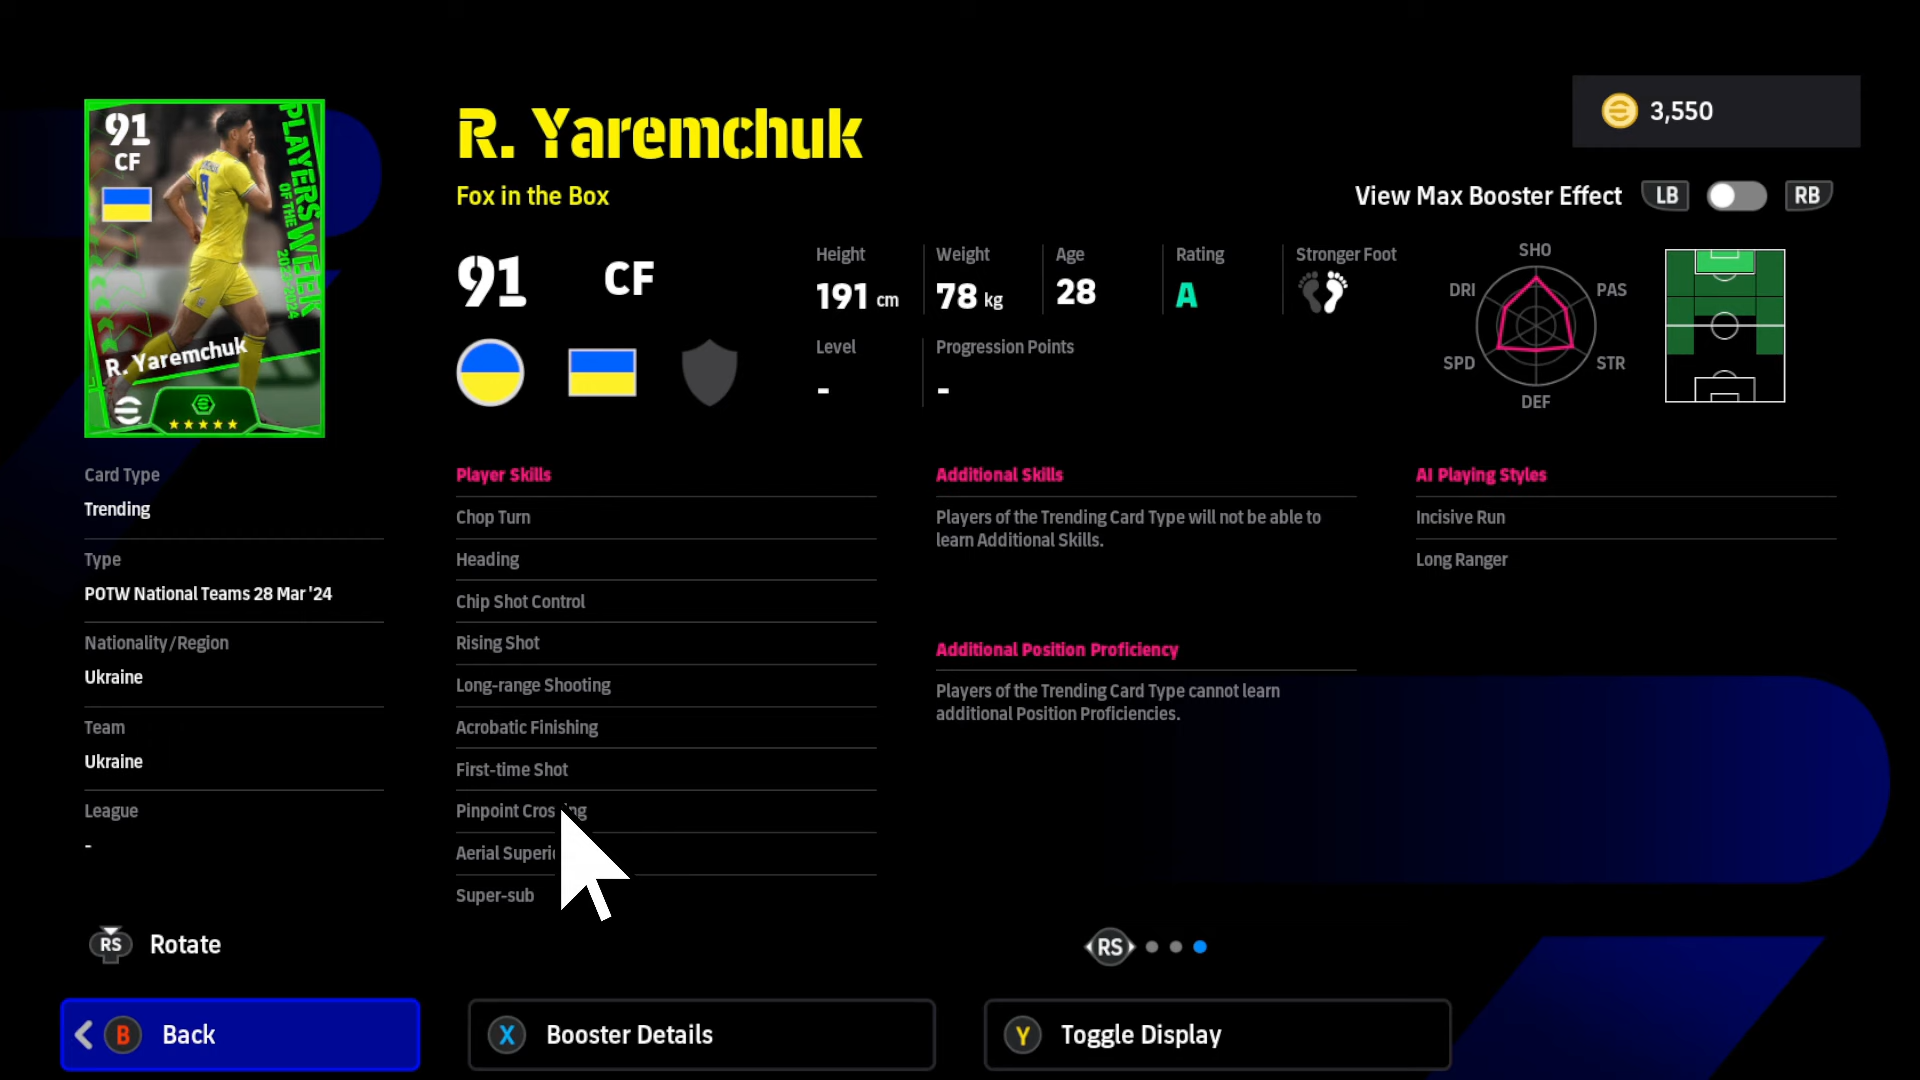 91
CF
PLAYERS
OF THE WEEK
2023-2024
R. Yaremchuk
R. Yaremchuk
Fox in the Box
3,550
View Max Booster Effect
LB
RB
91
CF
Height
191 cm
Weight
78 kg
Age
28
Rating
A
Stronger Foot
Level
-
Progression Points
-
SHO
PAS
STR
DEF
SPD
DRI
Card Type
Trending
Type
POTW National Teams 28 Mar '24
Nationality/Region
Ukraine
Team
Ukraine
League
-
Player Skills
Chop Turn
Heading
Chip Shot Control
Rising Shot
Long-range Shooting
Acrobatic Finishing
First-time Shot
Pinpoint Crossing
Aerial
Super-sub
Additional Skills
Players of the Trending Card Type will not be able to
learn Additional Skills.
Additional Position Proficiency
Players of the Trending Card Type cannot learn
additional Position Proficiencies.
AI Playing Styles
Incisive Run
Long Ranger
RS Rotate
RS
B Back
X Booster Details
Y Toggle Display